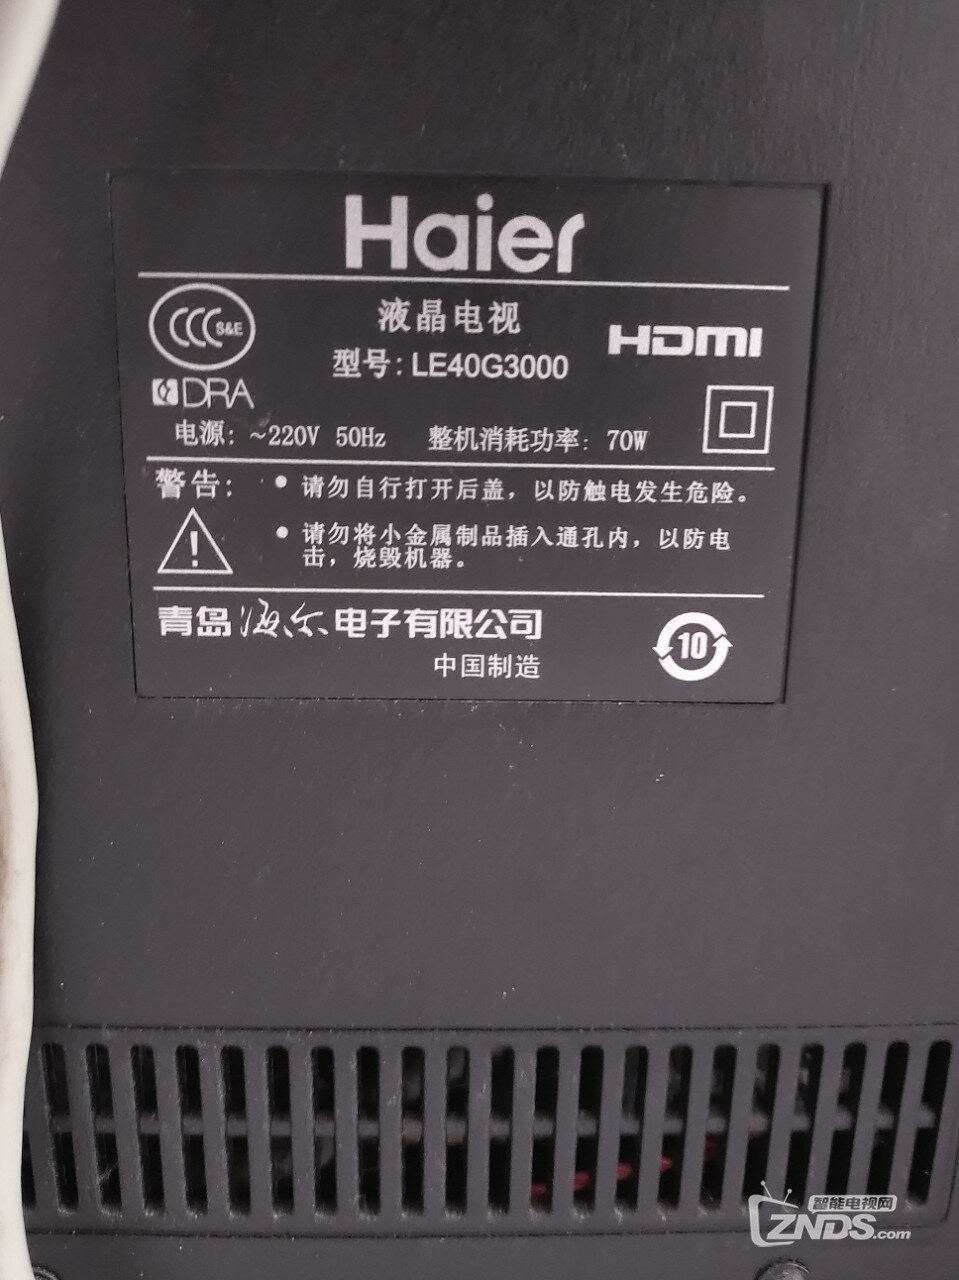 Haier
CCC S&E
液晶电视
HDMI
型号: LE40G3000
DRA
电源: ~220V 50Hz 整机消耗功率: 70W
警告: • 请勿自行打开后盖，以防触电发生危险。
• 请勿将小金属制品插入通孔内，以防电
击，烧毁机器。
!
青岛海尔电子有限公司
10
中国制造
智能电视网
ZNDS.com